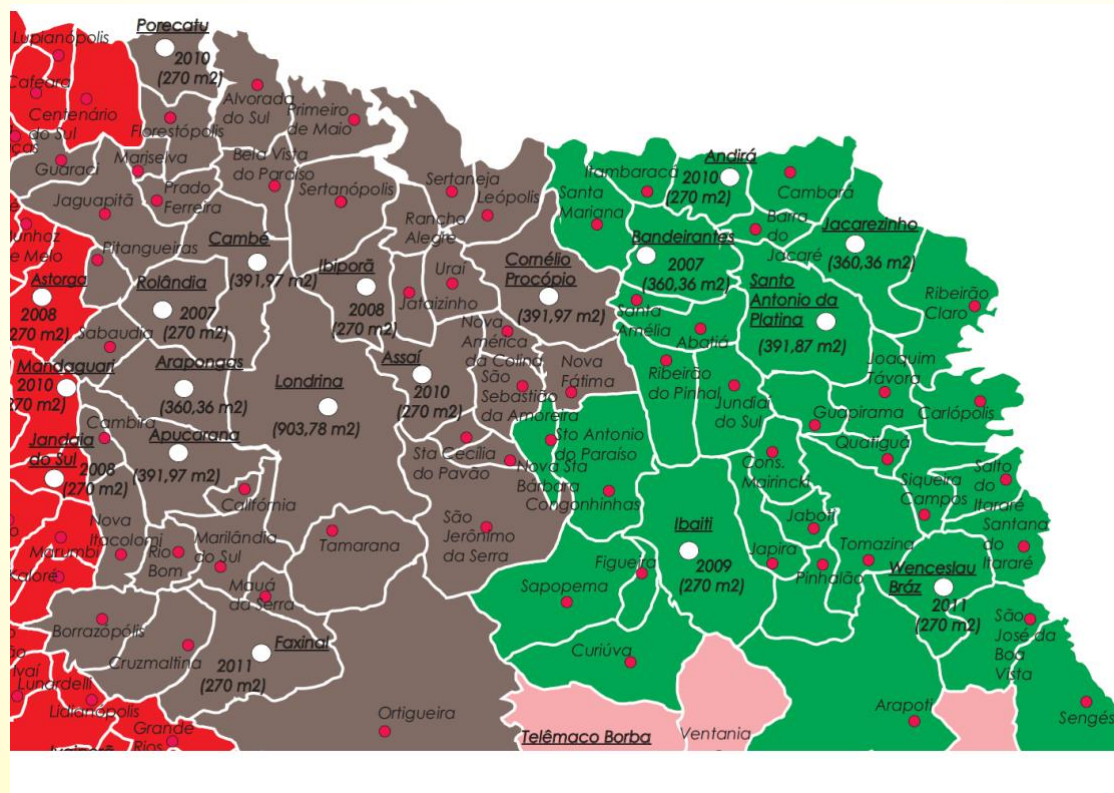 Porecatu
2010
(270 m2)
Lupianópolis
Cafeara
Centenário
do Sul
Alvorada
do Sul
Primeiro
de Maio
Florestópolis
Guaraci
Mariselva
Bela Vista
do Paraíso
Prado
Ferreira
Jaguapitã
Sertanópolis
Sertaneja
Leópolis
Rancho
Alegre
Itambaracá
Andirá
2010
(270 m2)
Cambará
Santa
Mariana
Barra
do
Jacaré
Jacarezinho
(360,36 m2)
Munhoz
de Melo
Pitangueiras
Cambé
(391,97 m2)
Astorga
2008
(270 m2)
Rolândia
2007
(270 m2)
Ibiporã
2008
(270 m2)
Uraí
Jataizinho
Cornélio
Procópio
(391,97 m2)
Bandeirantes
2007
(360,36 m2)
Santo
Antonio da
Platina
(391,87 m2)
Ribeirão
Claro
Sabaudia
Santa
Amélia
Abatiá
Nova
América
da Colina
Mandaguari
2010
270 m2)
Arapongas
(360,36 m2)
Londrina
(903,78 m2)
Assaí
2010
(270 m2)
São
Sebastião
da Amoreira
Nova
Fátima
Ribeirão
do Pinhal
Jundiaí
do Sul
Joaquim
Távora
Guapirama
Carlópolis
Cambira
Jandaia
do Sul
2008
(270 m2)
Apucarana
(391,97 m2)
Califórnia
Sta Cecília
do Pavão
Nova Sta
Bárbara
Sto Antonio
do Paraíso
Congonhinhas
Cons.
Mairinck
Quatiguá
Siqueira
Campos
Salto
do
Itararé
Santana
do
Itararé
Nova
Itacolomi
Rio
Bom
Marilândia
do Sul
Marumbi
Kaloré
Mauá
da Serra
Tamarana
São
Jerônimo
da Serra
Ibaiti
2009
(270 m2)
Jaboti
Japira
Pinhalão
Tomazina
Figueira
Sapopema
Wenceslau
Bráz
2011
(270 m2)
São
José da
Boa
Vista
Borrazópolis
Cruzmaltina
Faxinal
2011
(270 m2)
Curiúva
Lunardelli
Lidianópolis
Grande
Rios
Ortigueira
Telêmaco Borba
Ventania
Arapoti
Sengés